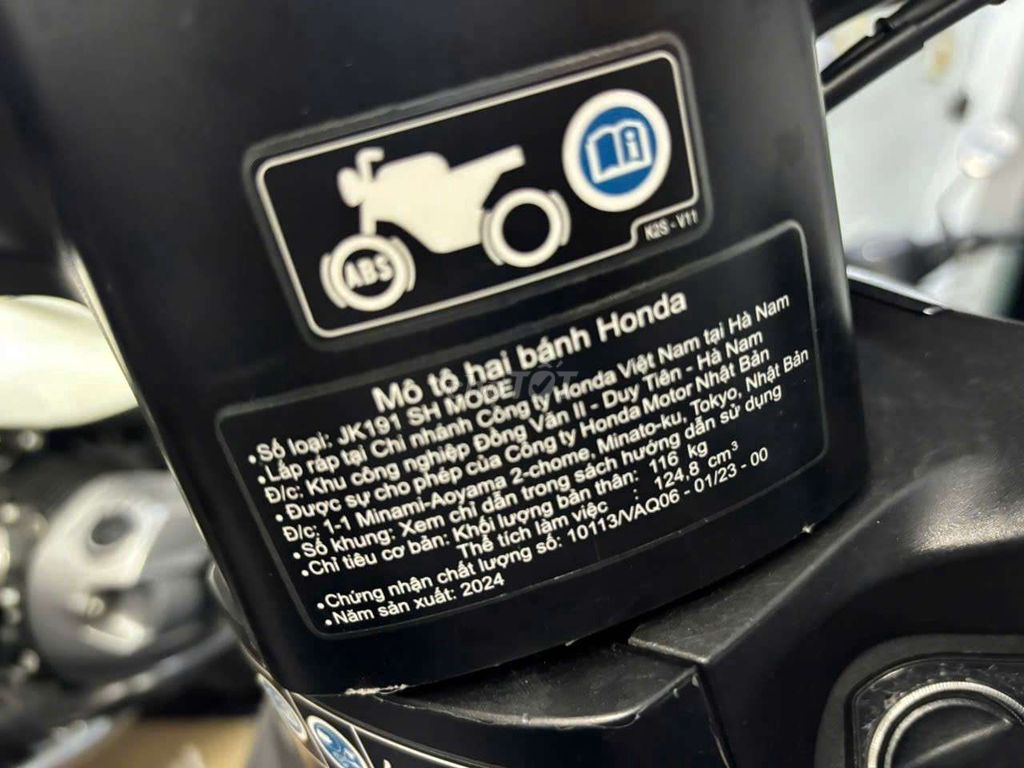 ABS
K2S - V11
Mô tô hai bánh Honda
• Số loại: JK191 SH MODE
• Lắp ráp tại Chi nhánh Công ty Honda Việt Nam tại Hà Nam
Đ/c: Khu công nghiệp Đồng Văn II - Duy Tiên - Hà Nam
• Được sự cho phép của Công ty Honda Motor Nhật Bản
Đ/c: 1-1 Minami-Aoyama 2-chome, Minato-ku, Tokyo, Nhật Bản
• Số khung: Xem chỉ dẫn trong sách hướng dẫn sử dụng
• Chỉ tiêu cơ bản: Khối lượng bản thân: 116 kg
Thể tích làm việc : 124.8 cm³
• Chứng nhận chất lượng số: 10113/VAQ06 - 01/23 - 00
• Năm sản xuất: 2024